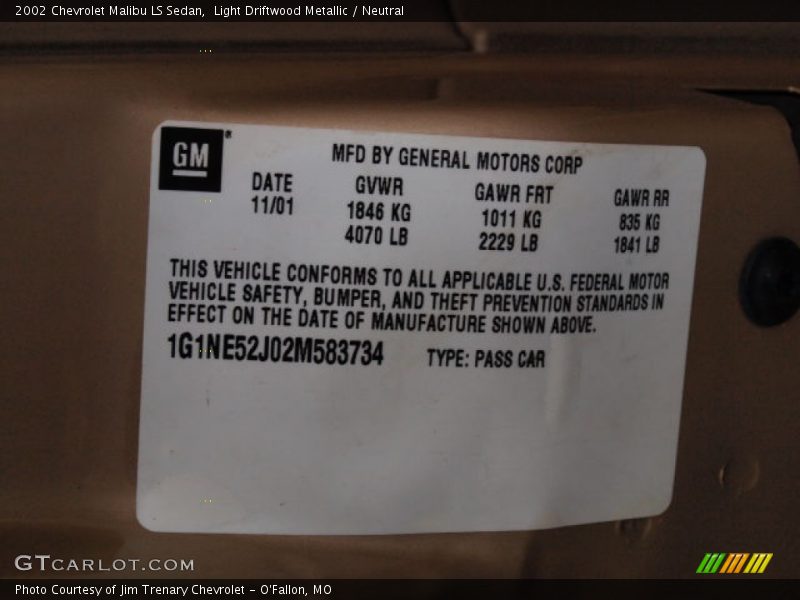 2002 Chevrolet Malibu LS Sedan, Light Driftwood Metallic / Neutral
GM
MFD BY GENERAL MOTORS CORP
DATE GVWR GAWR FRT GAWR RR
11/01 1846 KG 1011 KG 835 KG
4070 LB 2229 LB 1841 LB
THIS VEHICLE CONFORMS TO ALL APPLICABLE U.S. FEDERAL MOTOR
VEHICLE SAFETY, BUMPER, AND THEFT PREVENTION STANDARDS IN
EFFECT ON THE DATE OF MANUFACTURE SHOWN ABOVE.
1G1NE52J02M583734 TYPE: PASS CAR
GTCARLOT.COM
Photo Courtesy of Jim Trenary Chevrolet - O'Fallon, MO